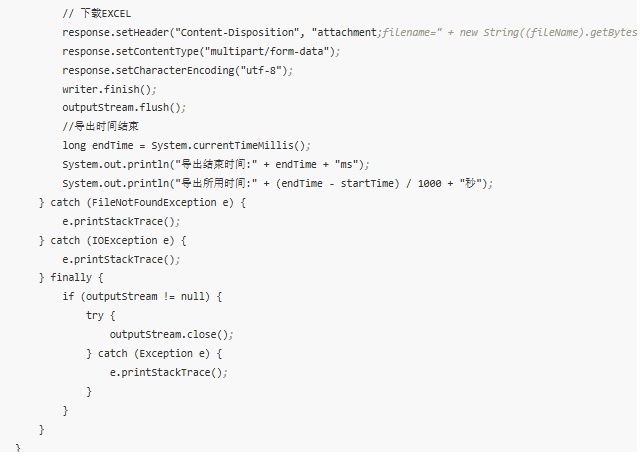 // 下载EXCEL
response.setHeader("Content-Disposition", "attachment;filename=" + new String((fileName).getBytes
response.setContentType("multipart/form-data");
response.setCharacterEncoding("utf-8");
writer.finish();
outputStream.flush();
//导出时间结束
long endTime = System.currentTimeMillis();
System.out.println("导出结束时间:" + endTime + "ms");
System.out.println("导出所用时间:" + (endTime - startTime) / 1000 + "秒");
} catch (FileNotFoundException e) {
e.printStackTrace();
} catch (IOException e) {
e.printStackTrace();
} finally {
if (outputStream != null) {
try {
outputStream.close();
} catch (Exception e) {
e.printStackTrace();
}
}
}
}